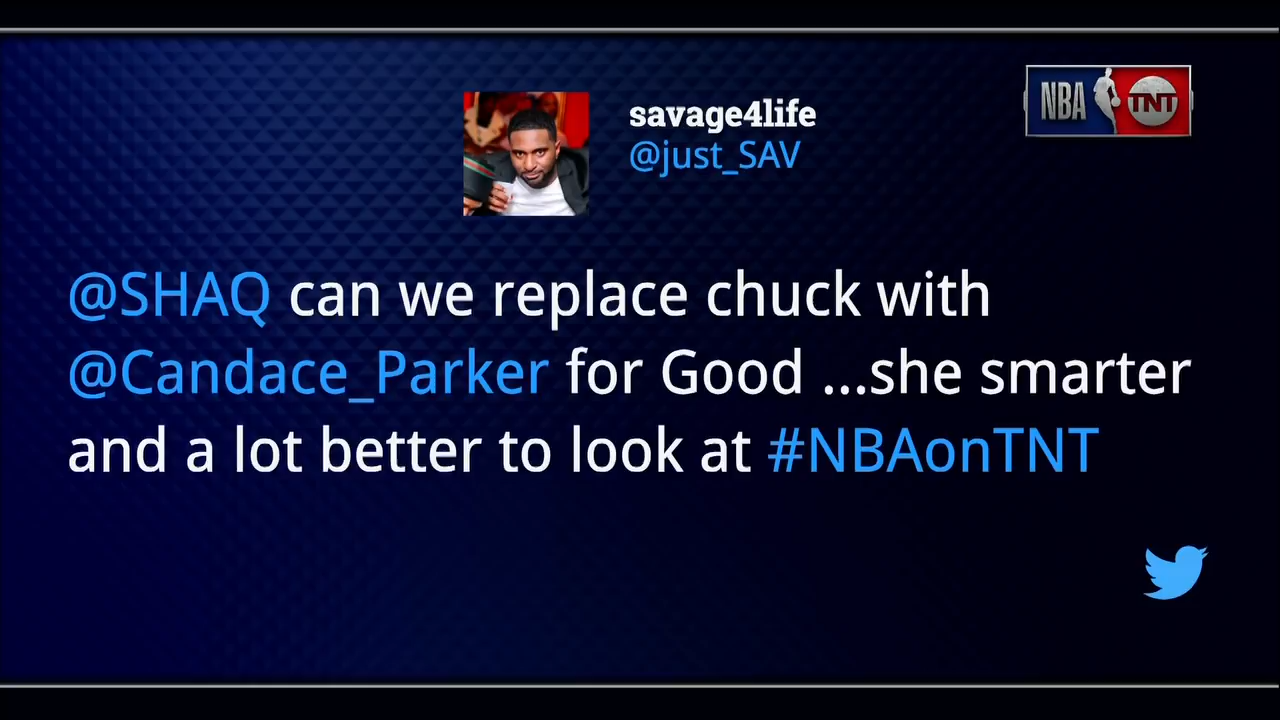 NBA TNT
savage4life
@just_SAV
@SHAQ can we replace chuck with
@Candace_Parker for Good ...she smarter
and a lot better to look at #NBAonTNT